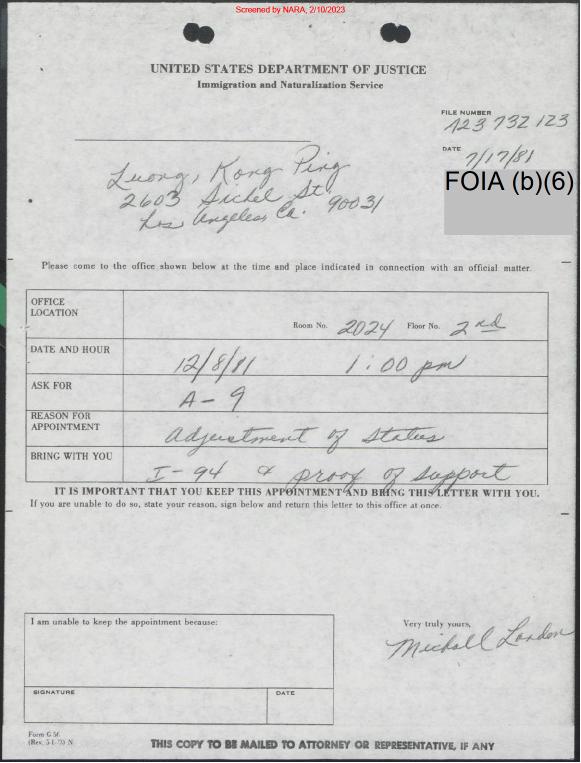 Screened by NARA, 2/10/2023
UNITED STATES DEPARTMENT OF JUSTICE
Immigration and Naturalization Service
FILE NUMBER
A23 732 123
DATE
7/17/81
FOIA (b)(6)
Luong, Kong Ping
2603 Sichel St.
Los Angeless Ca. 90031
Please come to the office shown below at the time and place indicated in connection with an official matter.
OFFICE LOCATION
Room No. 2024 Floor No. 2nd
DATE AND HOUR
12/8/81 1:00 pm
ASK FOR
A-9
REASON FOR APPOINTMENT
Adjustment of Status
BRING WITH YOU
I-94 & proof of support
IT IS IMPORTANT THAT YOU KEEP THIS APPOINTMENT AND BRING THIS LETTER WITH YOU.
If you are unable to do so, state your reason, sign below and return this letter to this office at once.
I am unable to keep the appointment because:
SIGNATURE
DATE
Very truly yours,
Michall Landon
Form G-56
(Rev. 5-1-73) N
THIS COPY TO BE MAILED TO ATTORNEY OR REPRESENTATIVE, IF ANY